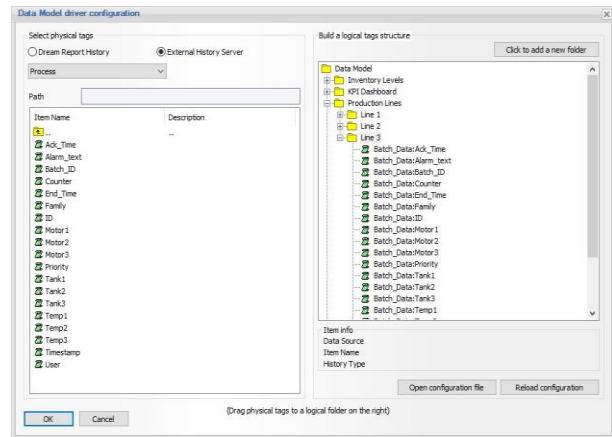 Data Model driver configuration
Select physical tags
Dream Report History
External History Server
Process
Path
Item Name Description
.. ..
Ack_Time
Alarm_text
Batch_ID
Counter
End_Time
Family
ID
Motor1
Motor2
Motor3
Priority
Tank1
Tank2
Tank3
Temp1
Temp2
Temp3
Timestamp
User
OK
Cancel
(Drag physical tags to a logical folder on the right)
Build a logical tags structure
Click to add a new folder
Data Model
Inventory Levels
KPI Dashboard
Production Lines
Line 1
Line 2
Line 3
Batch_Data:Ack_Time
Batch_Data:Alarm_text
Batch_Data:Batch_ID
Batch_Data:Counter
Batch_Data:End_Time
Batch_Data:Family
Batch_Data:ID
Batch_Data:Motor1
Batch_Data:Motor2
Batch_Data:Motor3
Batch_Data:Priority
Batch_Data:Tank1
Batch_Data:Tank2
Batch_Data:Tank3
Batch_Data:Temp1
Item info
Data Source
Item Name
History Type
Open configuration file
Reload configuration